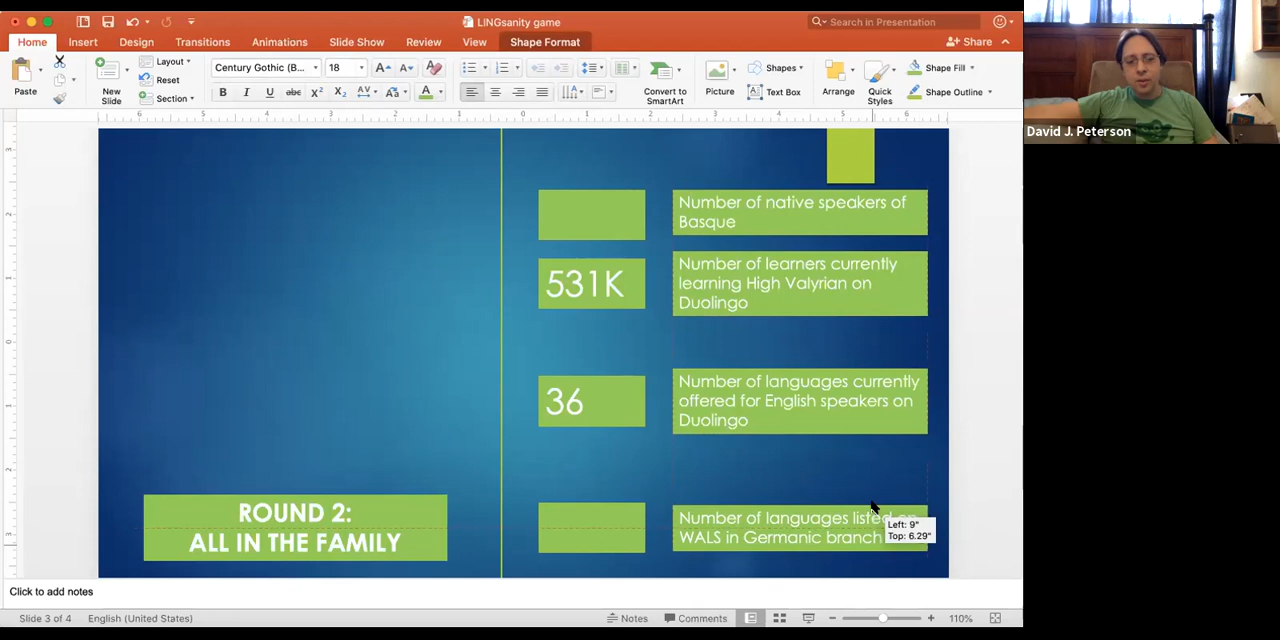 LINGsanity game
Search in Presentation
Home
Insert
Design
Transitions
Animations
Slide Show
Review
View
Shape Format
Share
Paste
New
Slide
Layout
Reset
Section
Century Gothic (B...
18
Convert to
SmartArt
Picture
Shapes
Text Box
Arrange
Quick
Styles
Shape Fill
Shape Outline
David J. Peterson
Number of native speakers of
Basque
531K
Number of learners currently
learning High Valyrian on
Duolingo
36
Number of languages currently
offered for English speakers on
Duolingo
Number of languages listed on
WALS in Germanic branch
Left: 9"
Top: 6.29"
ROUND 2:
ALL IN THE FAMILY
Click to add notes
Slide 3 of 4
English (United States)
Notes
Comments
110%